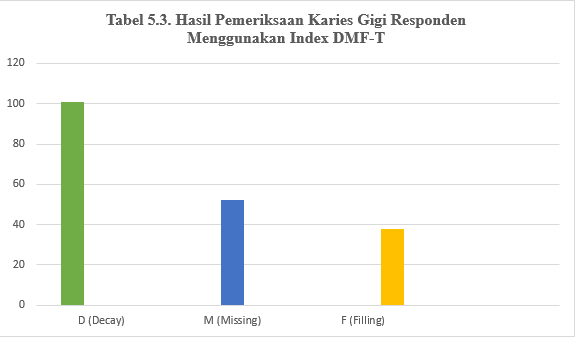 Tabel 5.3. Hasil Pemeriksaan Karies Gigi Responden
Menggunakan Index DMF-T
120
100
80
60
40
20
0
D (Decay)
M (Missing)
F (Filling)